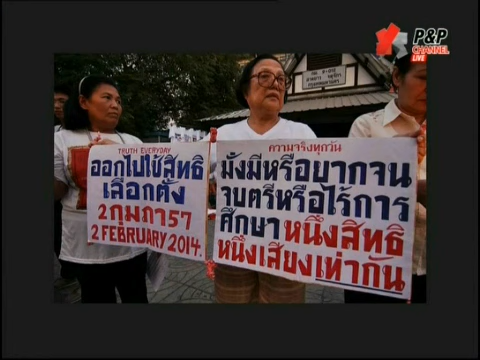 P&P
CHANNEL
LIVE
TRUTH EVERYDAY
ออกไปใช้สิทธิ
เลือกตั้ง
2 กุมภา 57
2 FEBRUARY 2014.
ความจริงทุกวัน
มั่งมีหรือยากจน
จบตรีหรือไร้การ
ศึกษา หนึ่งสิทธิ
หนึ่งเสียงเท่ากัน